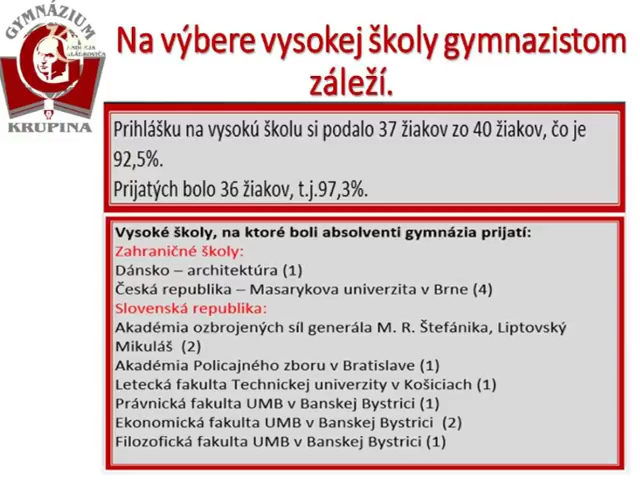 GYMNÁZIUM
KRUPINA
Na výbere vysokej školy gymnazistom
záleží.
Prihlášku na vysokú školu si podalo 37 žiakov zo 40 žiakov, čo je
92,5%.
Prijatých bolo 36 žiakov, t.j.97,3%.
Vysoké školy, na ktoré boli absolventi gymnázia prijatí:
Zahraničné školy:
Dánsko – architektúra (1)
Česká republika – Masarykova univerzita v Brne (4)
Slovenská republika:
Akadémia ozbrojených síl generála M. R. Štefánika, Liptovský
Mikuláš (2)
Akadémia Policajného zboru v Bratislave (1)
Letecká fakulta Technickej univerzity v Košiciach (1)
Právnická fakulta UMB v Banskej Bystrici (1)
Ekonomická fakulta UMB v Banskej Bystrici (2)
Filozofická fakulta UMB v Banskej Bystrici (1)